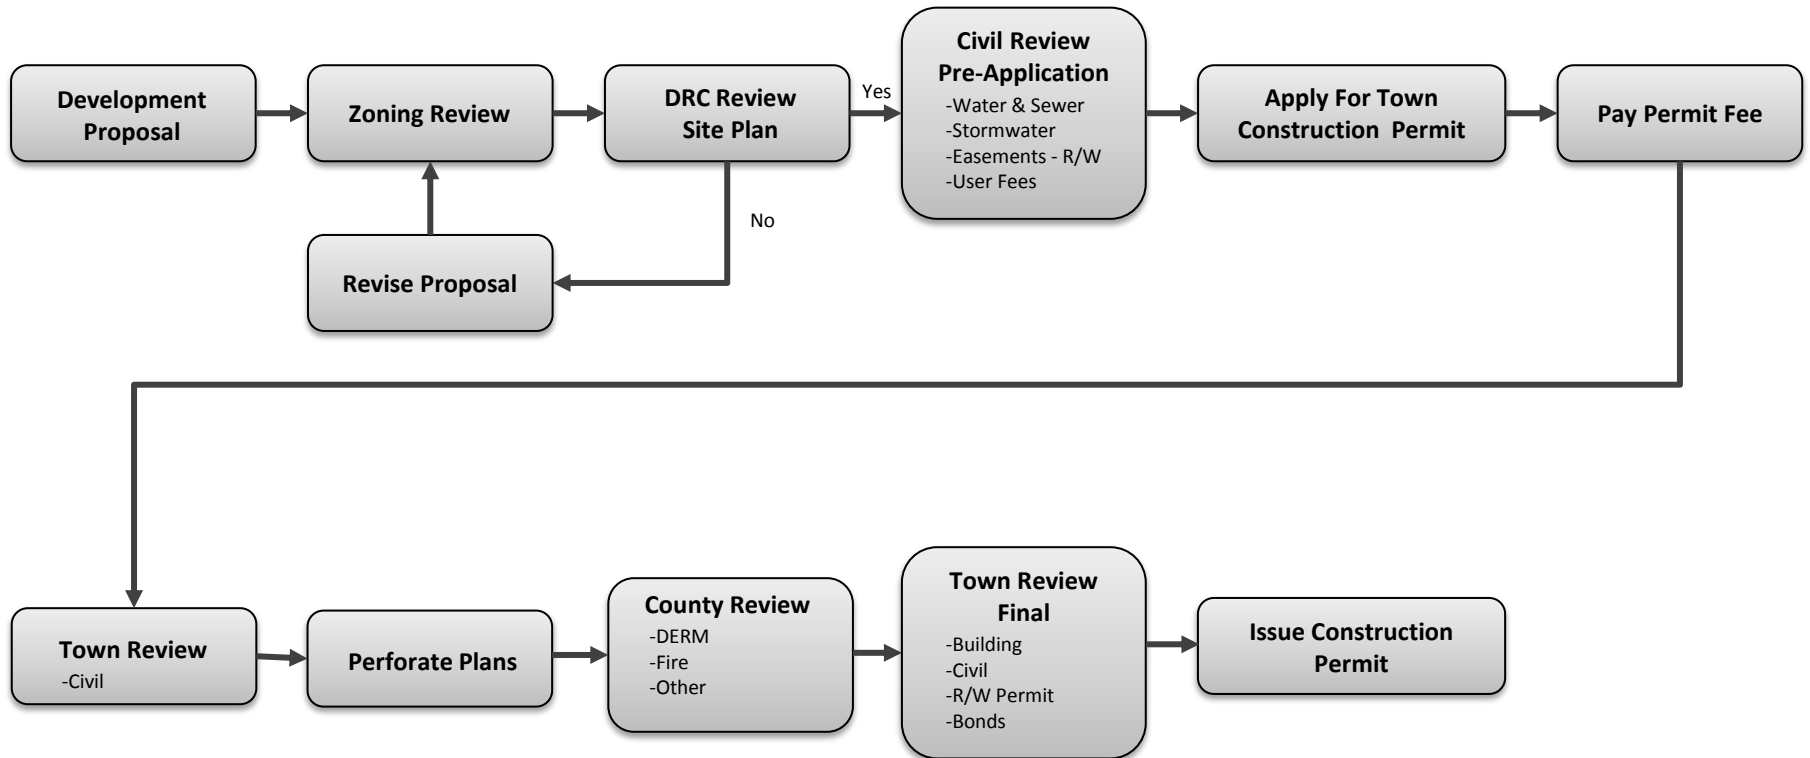 Development
Proposal
Zoning Review
DRC Review
Site Plan
Yes
No
Revise Proposal
Civil Review
Pre-Application
-Water & Sewer
-Stormwater
-Easements - R/W
-User Fees
Apply For Town
Construction  Permit
Pay Permit Fee
Town Review
-Civil
Perforate Plans
County Review
-DERM
-Fire
-Other
Town Review
Final
-Building
-Civil
-R/W Permit
-Bonds
Issue Construction
Permit